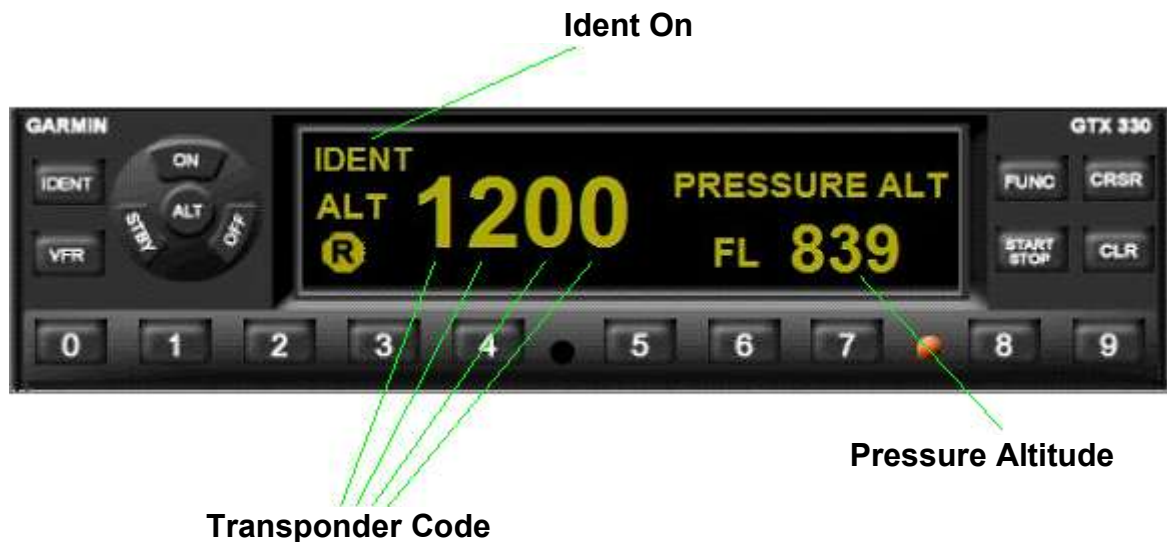 Ident On
GARMIN
GTX 330
IDENT
ON
ALT
STBY
OFF
VFR
IDENT
ALT
R
1200
PRESSURE ALT
FL 839
FUNC
CRSR
START
STOP
CLR
0 1 2 3 4 5 6 7 8 9
Pressure Altitude
Transponder Code